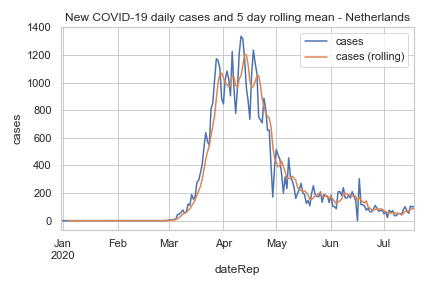 New COVID-19 daily cases and 5 day rolling mean - Netherlands
1400
1200
1000
800
600
400
200
0
cases
cases
cases (rolling)
Jan Feb Mar Apr May Jun Jul
2020
dateRep